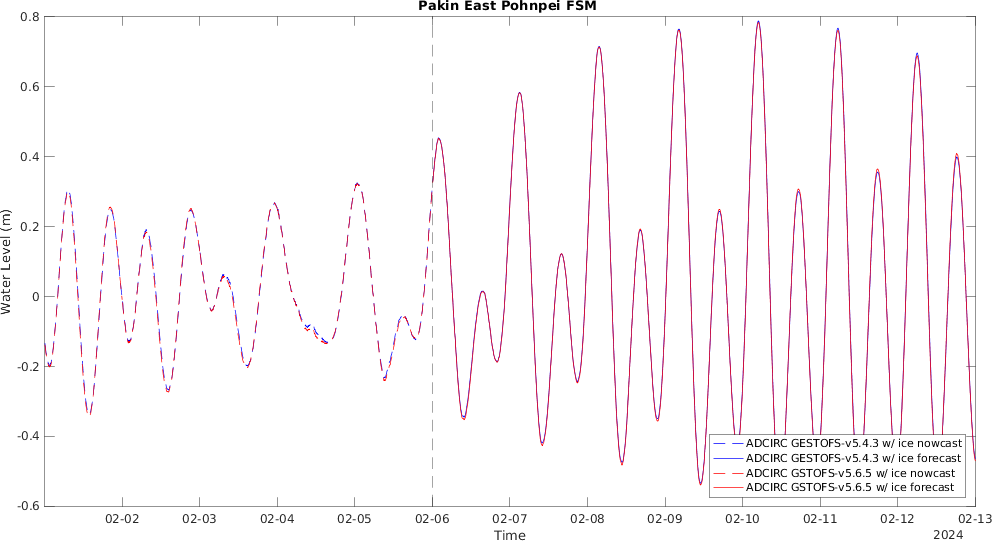 Pakin East Pohnpei FSM
0.8
0.6
0.4
0.2
0
-0.2
-0.4
-0.6
Water Level (m)
ADCIRC GESTOFS-v5.4.3 w/ ice nowcast
ADCIRC GESTOFS-v5.4.3 w/ ice forecast
ADCIRC GSTOFS-v5.6.5 w/ ice nowcast
ADCIRC GSTOFS-v5.6.5 w/ ice forecast
02-02 02-03 02-04 02-05 02-06 02-07 02-08 02-09 02-10 02-11 02-12 02-13
Time
2024